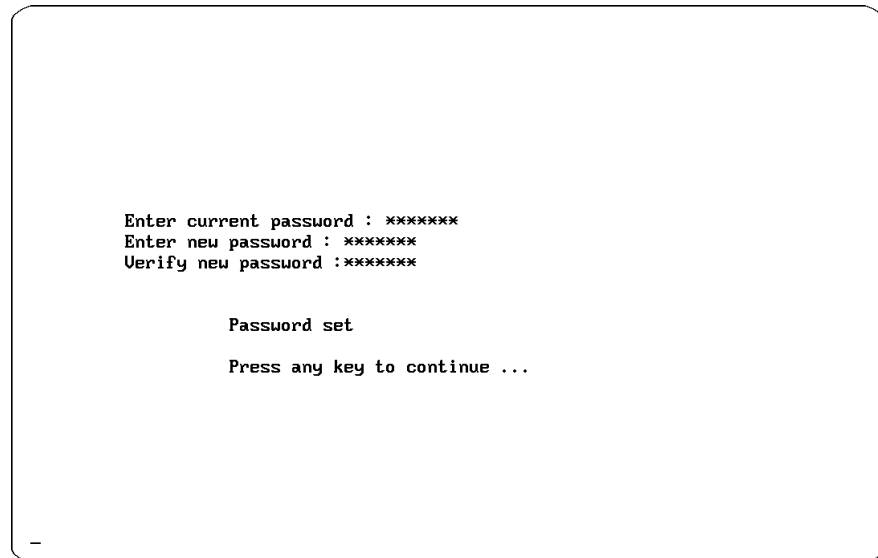 Enter current password : *******
Enter new password : *******
Verify new password :*******
Password set
Press any key to continue ...
_